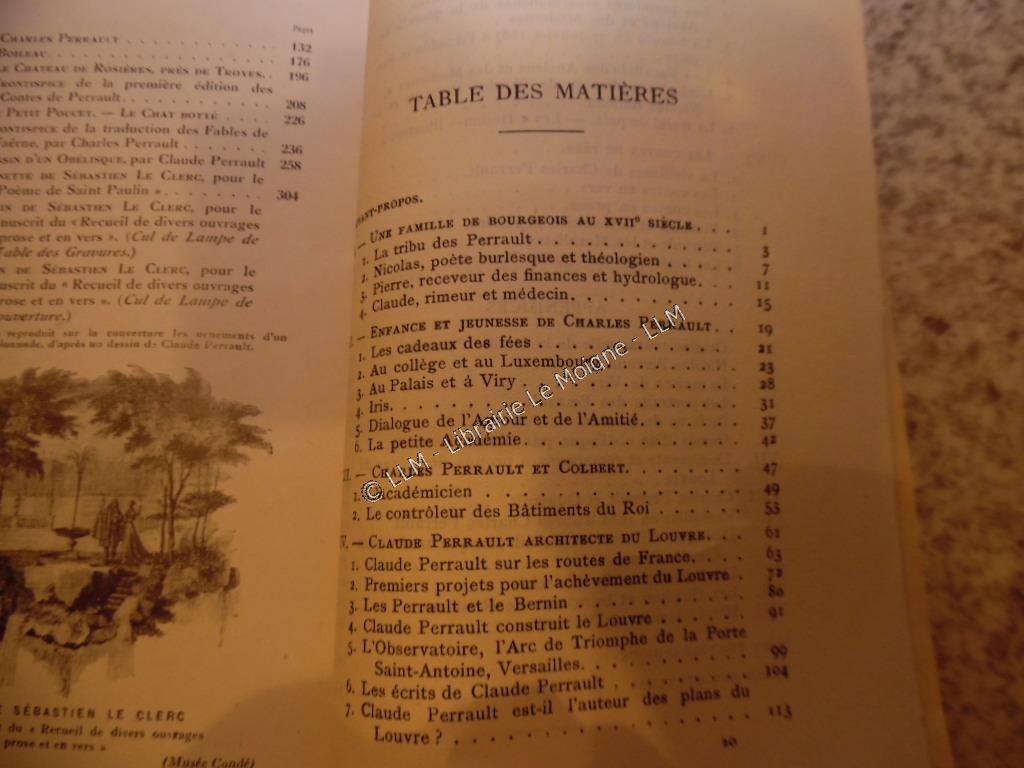 Pages
CHARLES PERRAULT . . . . . . . . . . 132
BOILEAU. . . . . . . . . . . . . . . 176
LE CHATEAU DE ROSIÈRES, PRÈS DE TROYES. . 196
FRONTISPICE de la première édition des
Contes de Perrault. . . . . . . . . . 208
PETIT POUCET. — LE CHAT BOTTÉ . . . . 226
FRONTISPICE de la traduction des Fables de
Faërne, par Charles Perrault . . . . . 236
DESSIN D'UN OBÉLISQUE, par Claude Perrault 258
DE SÉBASTIEN LE CLERC, pour le
Poème de Saint Paulin ». . . . . . . . 304
DE SÉBASTIEN LE CLERC, pour le
manuscrit du « Recueil de divers ouvrages
prose et en vers ». (Cul de Lampe de
Table des Gravures.)
DE SÉBASTIEN LE CLERC, pour le
manuscrit du « Recueil de divers ouvrages
prose et en vers ». (Cul de Lampe de
couverture.)
reproduit sur la couverture les ornements d'un
d'après un dessin de Claude Perrault.
SÉBASTIEN LE CLERC
du « Recueil de divers ouvrages
prose et en vers »
(Musée Condé)
TABLE DES MATIÈRES
AVANT-PROPOS.
— UNE FAMILLE DE BOURGEOIS AU XVIIe SIÈCLE. . . 1
1. La tribu des Perrault . . . . . . . . . . 3
2. Nicolas, poète burlesque et théologien . . . . . 7
3. Pierre, receveur des finances et hydrologue. . . 11
4. Claude, rimeur et médecin. . . . . . . . . 15
— ENFANCE ET JEUNESSE DE CHARLES PERRAULT. . 19
1. Les cadeaux des fées . . . . . . . . . . 21
2. Au collège et au Luxembourg . . . . . . . 23
3. Au Palais et à Viry . . . . . . . . . . . 28
4. Iris. . . . . . . . . . . . . . . . . . 31
5. Dialogue de l'Amour et de l'Amitié. . . . . . 37
6. La petite Académie. . . . . . . . . . . . 42
III. — CHARLES PERRAULT ET COLBERT. . . . . . . . 47
1. L'académicien . . . . . . . . . . . . . 49
2. Le contrôleur des Bâtiments du Roi . . . . . 53
IV. — CLAUDE PERRAULT ARCHITECTE DU LOUVRE. . . 61
1. Claude Perrault sur les routes de France. . . . 63
2. Premiers projets pour l'achèvement du Louvre . 72
3. Les Perrault et le Bernin . . . . . . . . . 80
4. Claude Perrault construit le Louvre . . . . . 91
5. L'Observatoire, l'Arc de Triomphe de la Porte
Saint-Antoine, Versailles. . . . . . . . . 99
6. Les écrits de Claude Perrault . . . . . . . 104
7. Claude Perrault est-il l'auteur des plans du
Louvre ? . . . . . . . . . . . . . . . 113
20
© LLM - Librairie Le Moigne - LLM